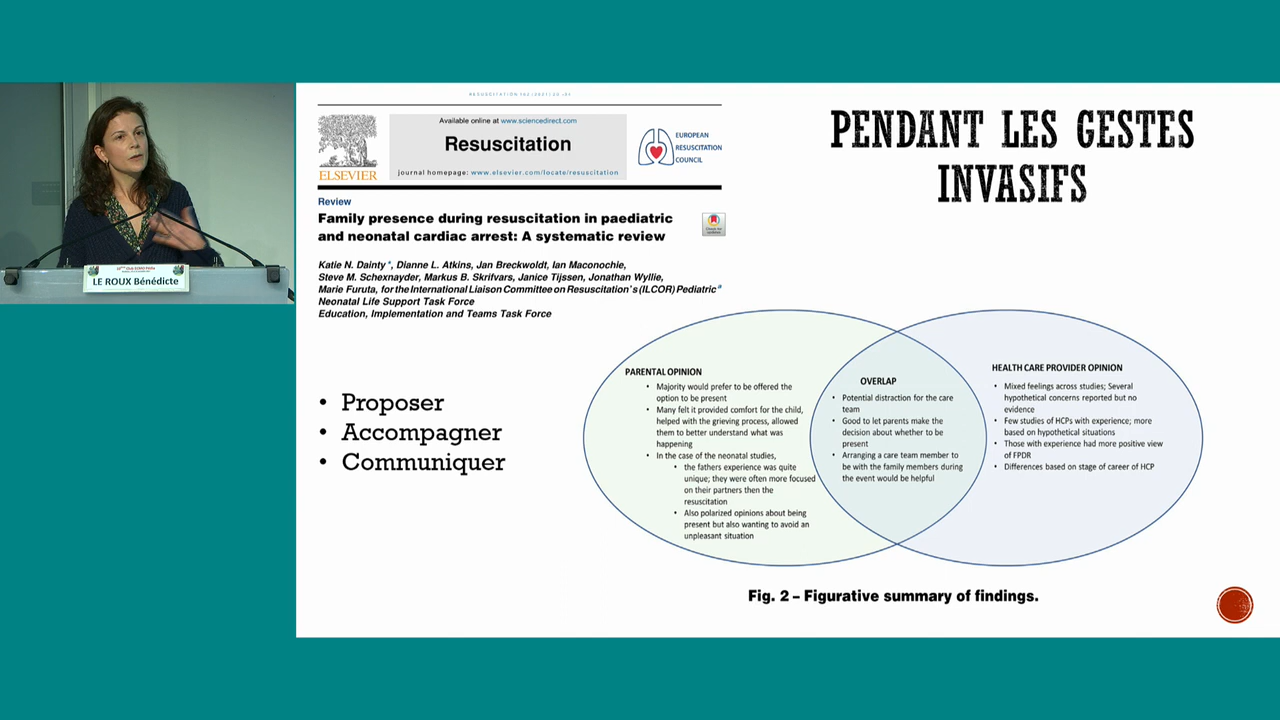 RESUSCITATION 162 (2021) 20-34
Available online at www.sciencedirect.com
Resuscitation
journal homepage: www.elsevier.com/locate/resuscitation
ELSEVIER
EUROPEAN
RESUSCITATION
COUNCIL
Review
Family presence during resuscitation in paediatric
and neonatal cardiac arrest: A systematic review
Katie N. Dainty *, Dianne L. Atkins, Jan Breckwoldt, Ian Maconochie,
Steve M. Schexnayder, Markus B. Skrifvars, Janice Tijssen, Jonathan Wyllie,
Marie Furuta, for the International Liaison Committee on Resuscitation's (ILCOR) Pediatric a
Neonatal Life Support Task Force
Education, Implementation and Teams Task Force
PENDANT LES GESTES
INVASIFS
LE ROUX Bénédicte
• Proposer
• Accompagner
• Communiquer
PARENTAL OPINION
• Majority would prefer to be offered the
option to be present
• Many felt it provided comfort for the child,
helped with the grieving process, allowed
them to better understand what was
happening
• In the case of the neonatal studies,
• the fathers experience was quite
unique; they were often more focused
on their partners then the
resuscitation
• Also polarized opinions about being
present but also wanting to avoid an
unpleasant situation
OVERLAP
• Potential distraction for the care
team
• Good to let parents make the
decision about whether to be
present
• Arranging a care team member to
be with the family members during
the event would be helpful
HEALTH CARE PROVIDER OPINION
• Mixed feelings across studies; Several
hypothetical concerns reported but no
evidence
• Few studies of HCPs with experience; more
based on hypothetical situations
• Those with experience had more positive view
of FPDR
• Differences based on stage of career of HCP
Fig. 2 – Figurative summary of findings.